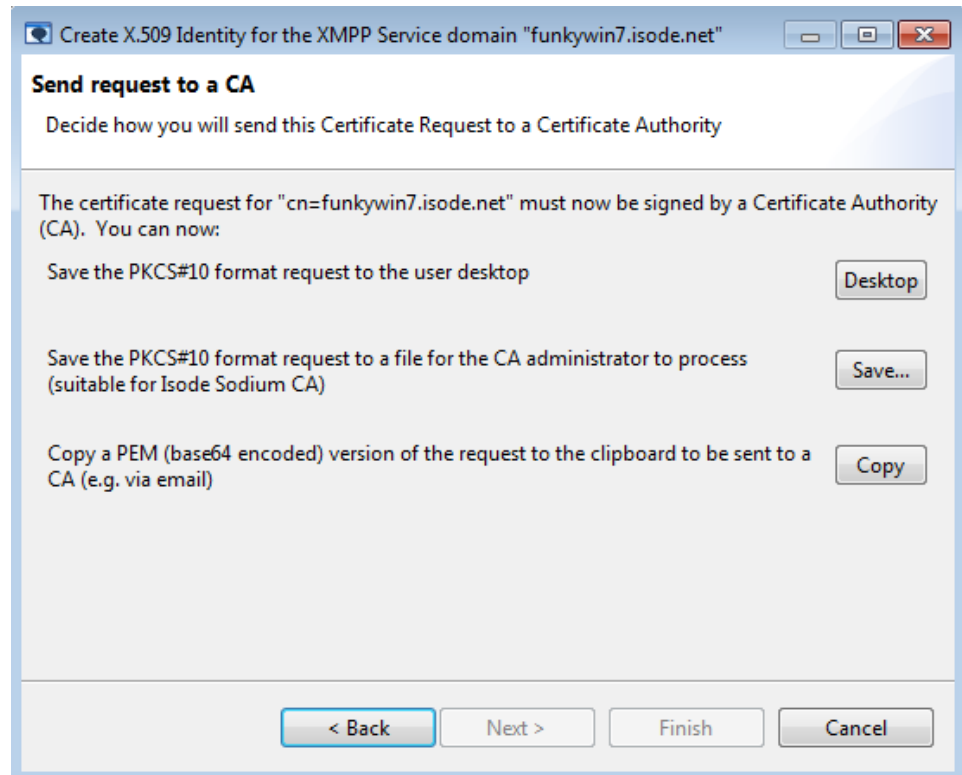 Create X.509 Identity for the XMPP Service domain "funkywin7.isode.net"
Send request to a CA
Decide how you will send this Certificate Request to a Certificate Authority
The certificate request for "cn=funkywin7.isode.net" must now be signed by a Certificate Authority
(CA).  You can now:
Save the PKCS#10 format request to the user desktop
Desktop
Save the PKCS#10 format request to a file for the CA administrator to process
(suitable for Isode Sodium CA)
Save...
Copy a PEM (base64 encoded) version of the request to the clipboard to be sent to a
CA (e.g. via email)
Copy
< Back
Next >
Finish
Cancel